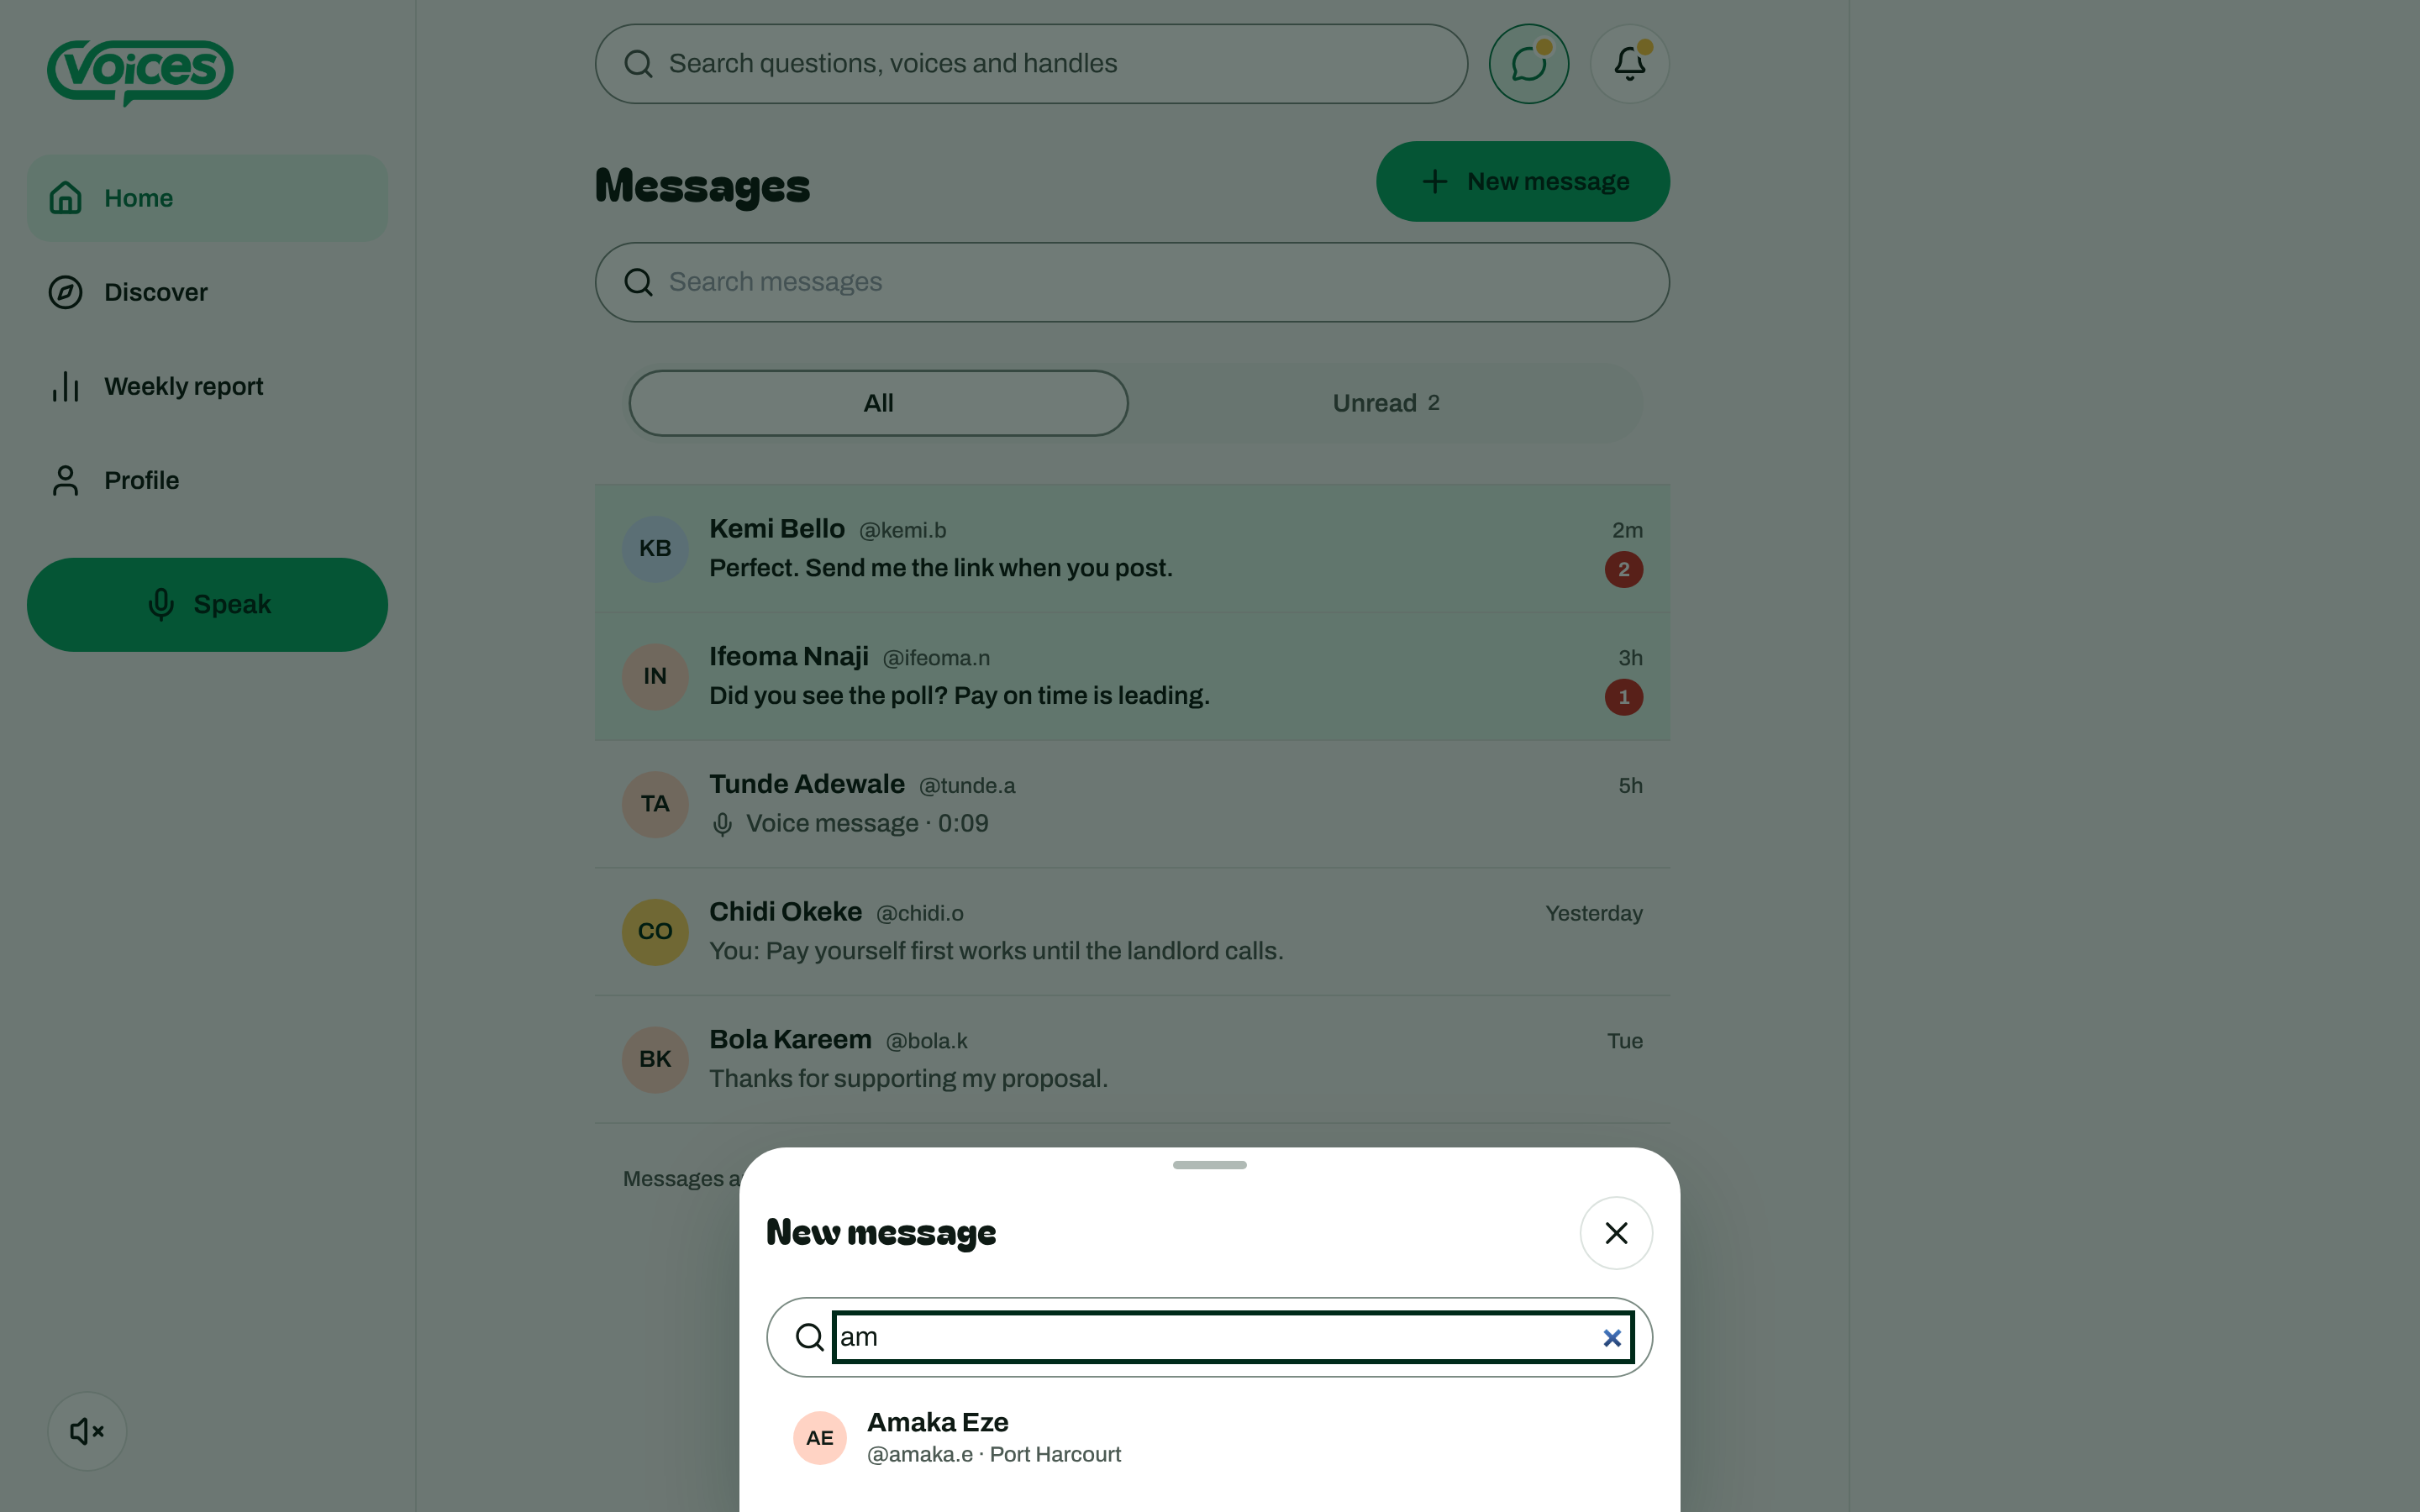 Voices
Search questions, voices and handles
Home
Discover
Weekly report
Profile
Speak
Messages
New message
Search messages
All
Unread 2
KB
Kemi Bello @kemi.b 2m
Perfect. Send me the link when you post. 2
IN
Ifeoma Nnaji @ifeoma.n 3h
Did you see the poll? Pay on time is leading. 1
TA
Tunde Adewale @tunde.a 5h
Voice message · 0:09
CO
Chidi Okeke @chidi.o Yesterday
You: Pay yourself first works until the landlord calls.
BK
Bola Kareem @bola.k Tue
Thanks for supporting my proposal.
Messages
New message
am
AE
Amaka Eze
@amaka.e · Port Harcourt